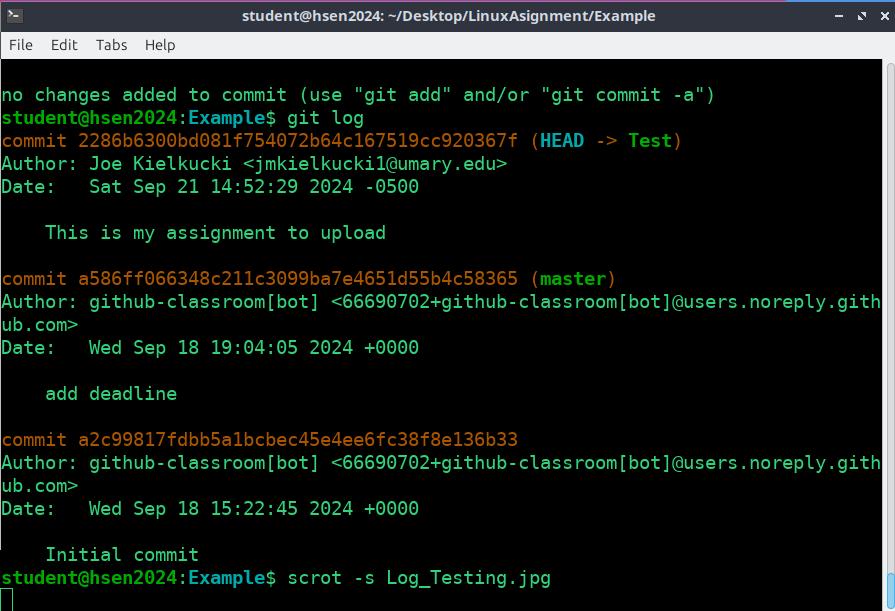 student@hsen2024: ~/Desktop/LinuxAsignment/Example
File Edit Tabs Help
no changes added to commit (use "git add" and/or "git commit -a")
student@hsen2024:Example$ git log
commit 2286b6300bd081f754072b64c167519cc920367f (HEAD -> Test)
Author: Joe Kielkucki <jmkielkucki1@umary.edu>
Date:   Sat Sep 21 14:52:29 2024 -0500
    This is my assignment to upload
commit a586ff066348c211c3099ba7e4651d55b4c58365 (master)
Author: github-classroom[bot] <66690702+github-classroom[bot]@users.noreply.gith
ub.com>
Date:   Wed Sep 18 19:04:05 2024 +0000
    add deadline
commit a2c99817fdbb5a1bcbec45e4ee6fc38f8e136b33
Author: github-classroom[bot] <66690702+github-classroom[bot]@users.noreply.gith
ub.com>
Date:   Wed Sep 18 15:22:45 2024 +0000
    Initial commit
student@hsen2024:Example$ scrot -s Log_Testing.jpg